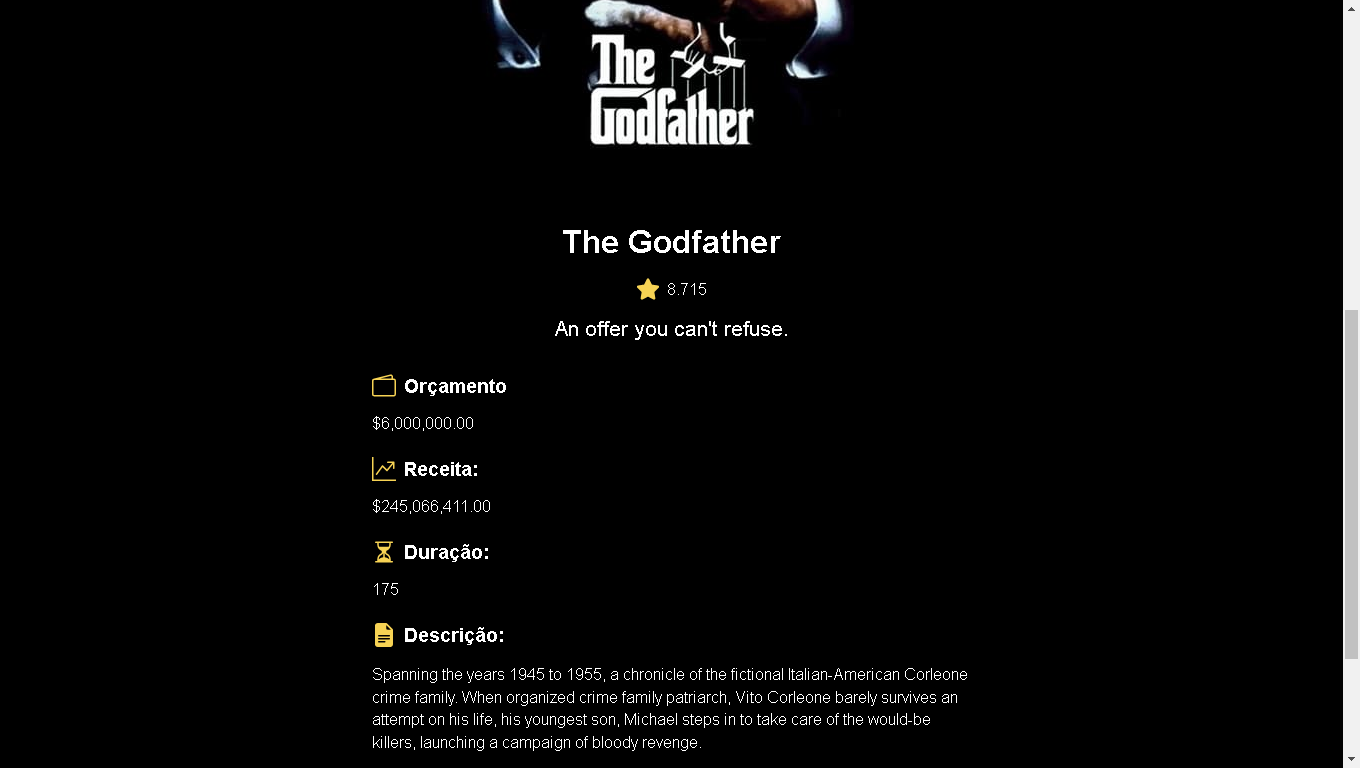 The
Godfather
The Godfather
8.715
An offer you can't refuse.
Orçamento
$6,000,000.00
Receita:
$245,066,411.00
Duração:
175
Descrição:
Spanning the years 1945 to 1955, a chronicle of the fictional Italian-American Corleone
crime family. When organized crime family patriarch, Vito Corleone barely survives an
attempt on his life, his youngest son, Michael steps in to take care of the would-be
killers, launching a campaign of bloody revenge.